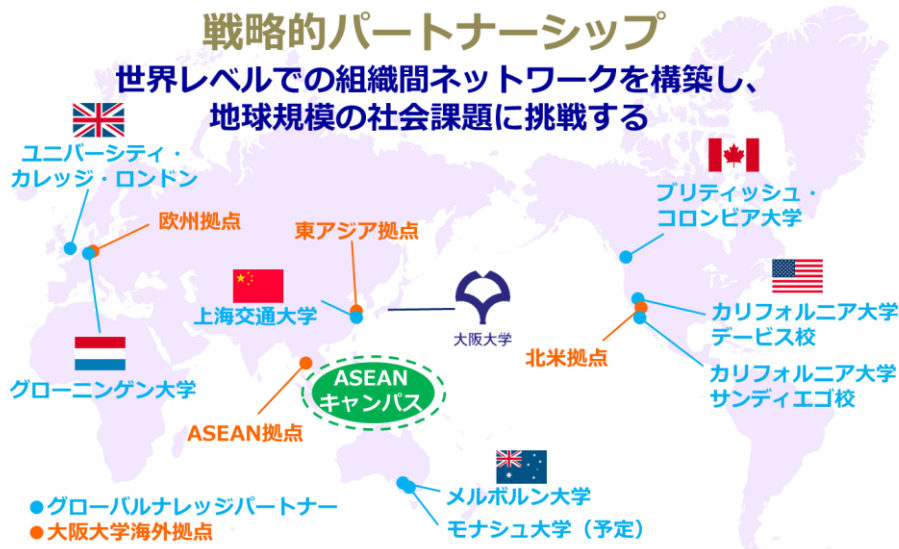 戦略的パートナーシップ
世界レベルでの組織間ネットワークを構築し、
地球規模の社会課題に挑戦する
ユニバーシティ・
カレッジ・ロンドン
ブリティッシュ・
コロンビア大学
欧州拠点
東アジア拠点
上海交通大学
大阪大学
カリフォルニア大学
デービス校
北米拠点
カリフォルニア大学
サンディエゴ校
グローニンゲン大学
ASEAN
キャンパス
ASEAN拠点
メルボルン大学
モナシュ大学（予定）
●グローバルナレッジパートナー
●大阪大学海外拠点